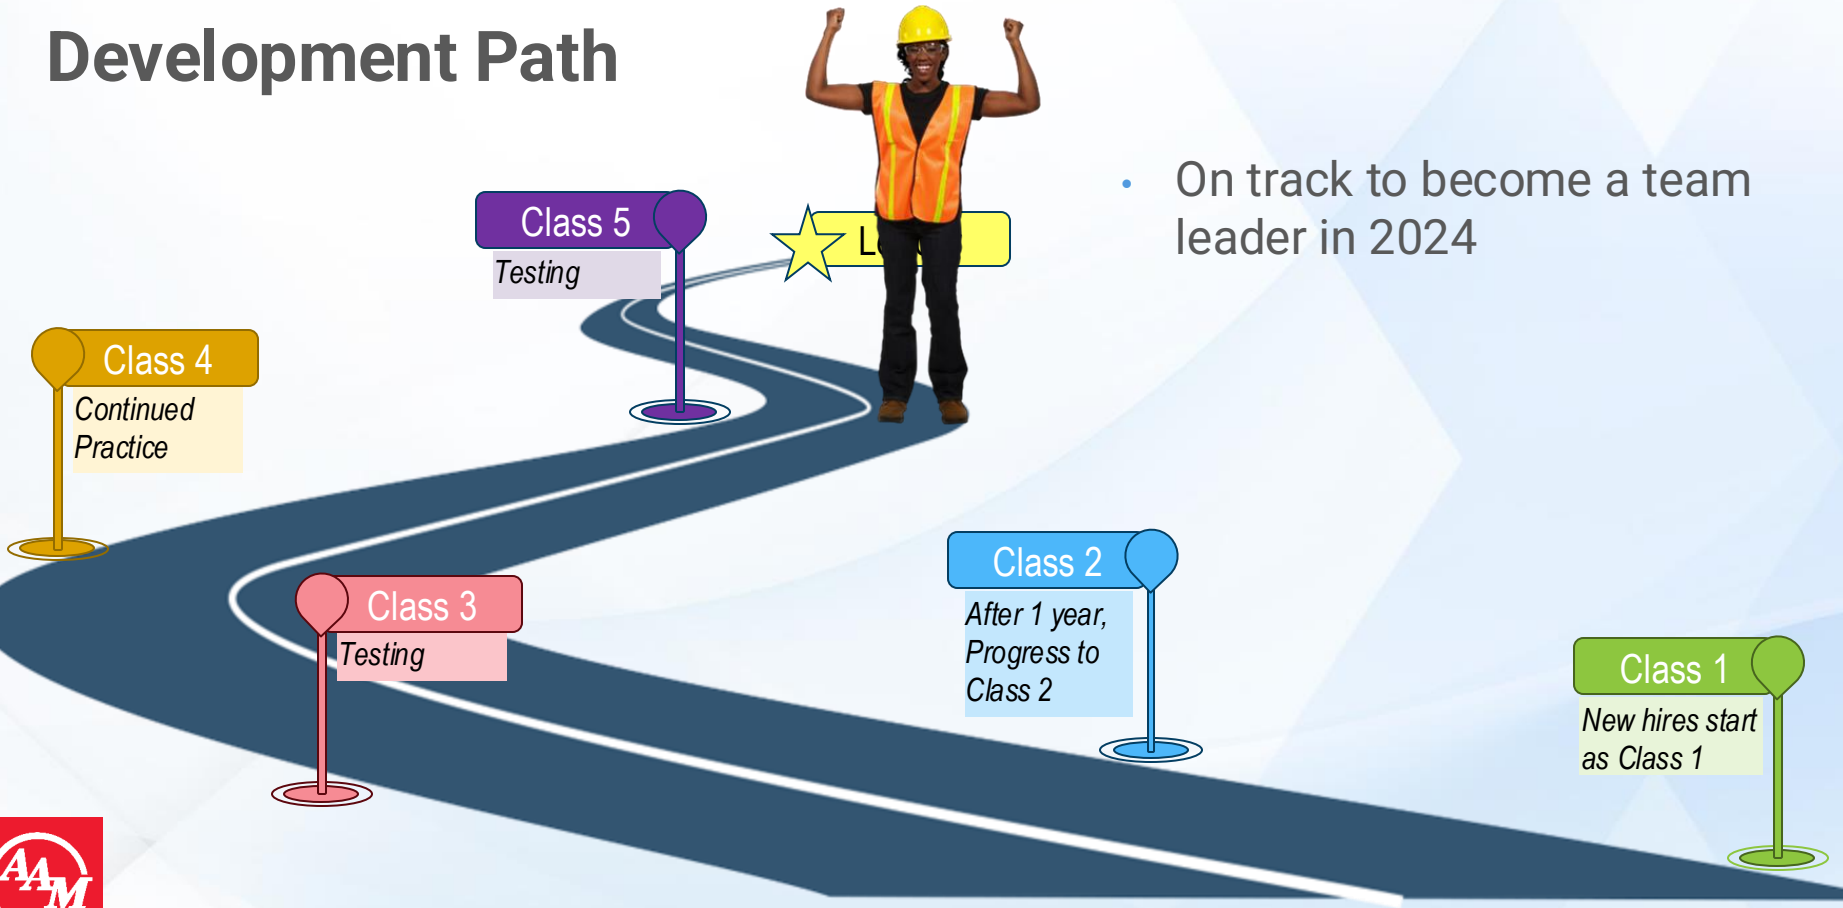 Development Path
On track to become a team
leader in 2024
Class 5
Testing
Class 4
Continued
Practice
Class 3
Testing
Class 2
After 1 year,
Progress to
Class 2
Class 1
New hires start
as Class 1
AAM